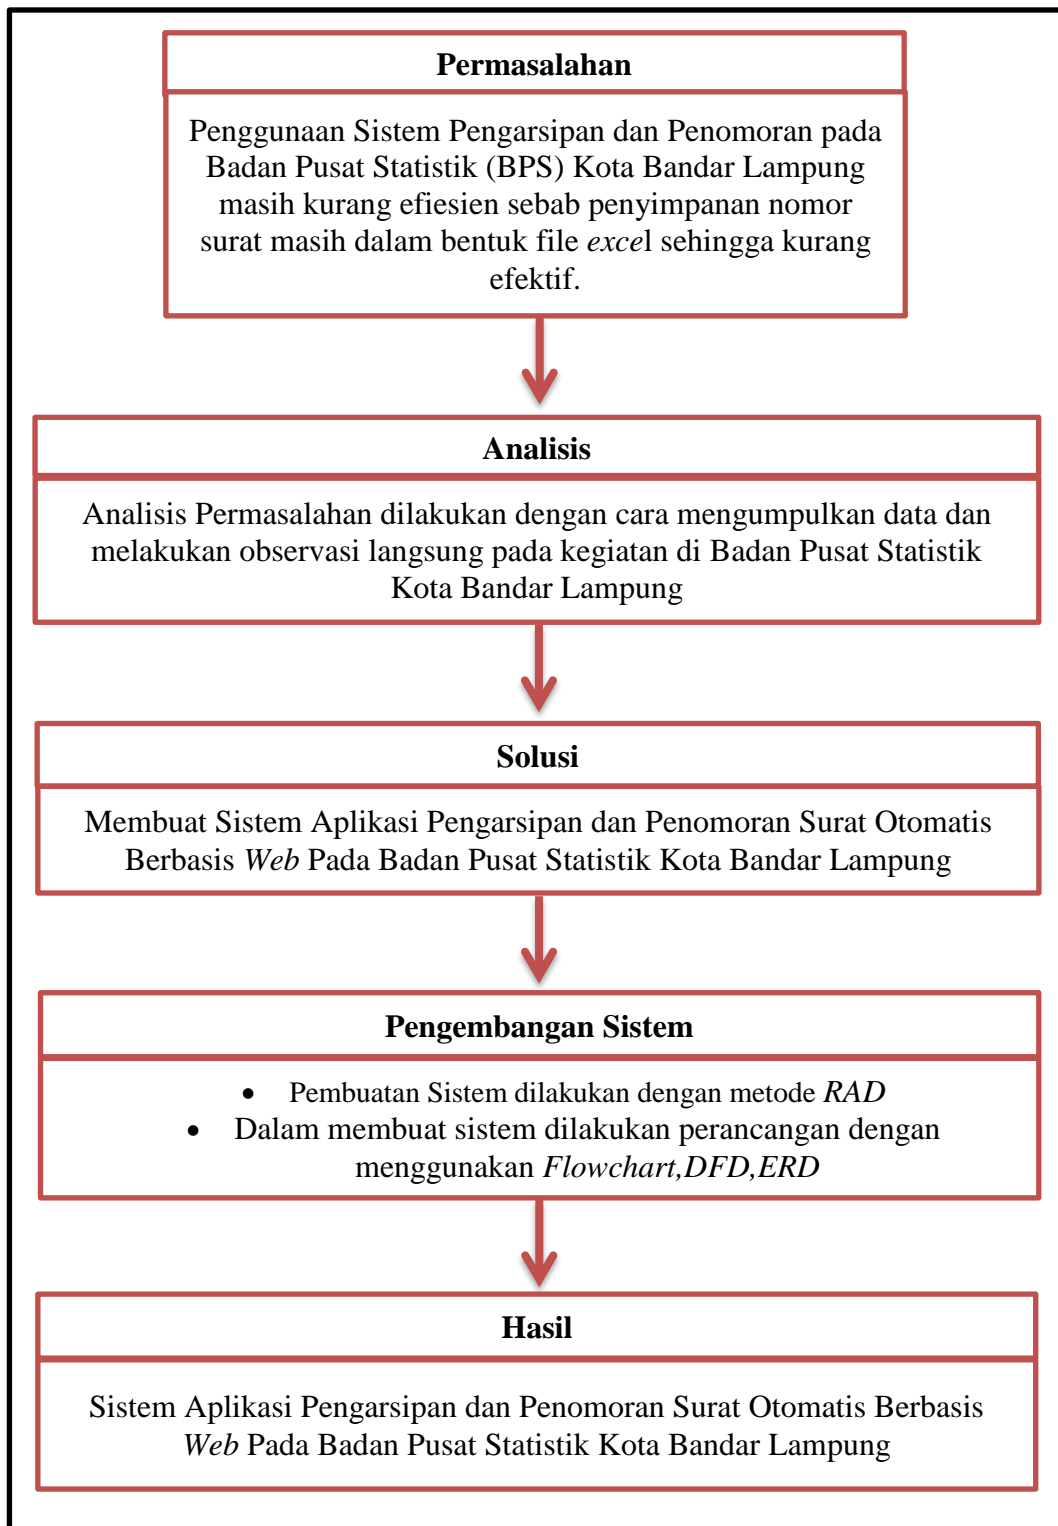 Permasalahan
Penggunaan Sistem Pengarsipan dan Penomoran pada
Badan Pusat Statistik (BPS) Kota Bandar Lampung
masih kurang efiesien sebab penyimpanan nomor
surat masih dalam bentuk file excel sehingga kurang
efektif.
Analisis
Analisis Permasalahan dilakukan dengan cara mengumpulkan data dan
melakukan observasi langsung pada kegiatan di Badan Pusat Statistik
Kota Bandar Lampung
Solusi
Membuat Sistem Aplikasi Pengarsipan dan Penomoran Surat Otomatis
Berbasis Web Pada Badan Pusat Statistik Kota Bandar Lampung
Pengembangan Sistem
• Pembuatan Sistem dilakukan dengan metode RAD
• Dalam membuat sistem dilakukan perancangan dengan
menggunakan Flowchart,DFD,ERD
Hasil
Sistem Aplikasi Pengarsipan dan Penomoran Surat Otomatis Berbasis
Web Pada Badan Pusat Statistik Kota Bandar Lampung